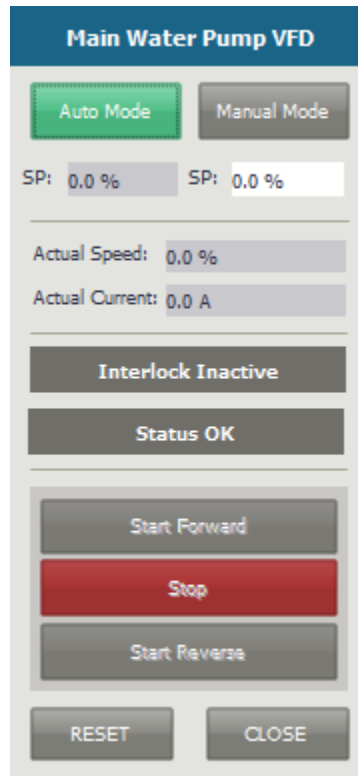 Main Water Pump VFD
Auto Mode Manual Mode
SP: 0.0 % SP: 0.0 %
Actual Speed: 0.0 %
Actual Current: 0.0 A
Interlock Inactive
Status OK
Start Forward
Stop
Start Reverse
RESET CLOSE